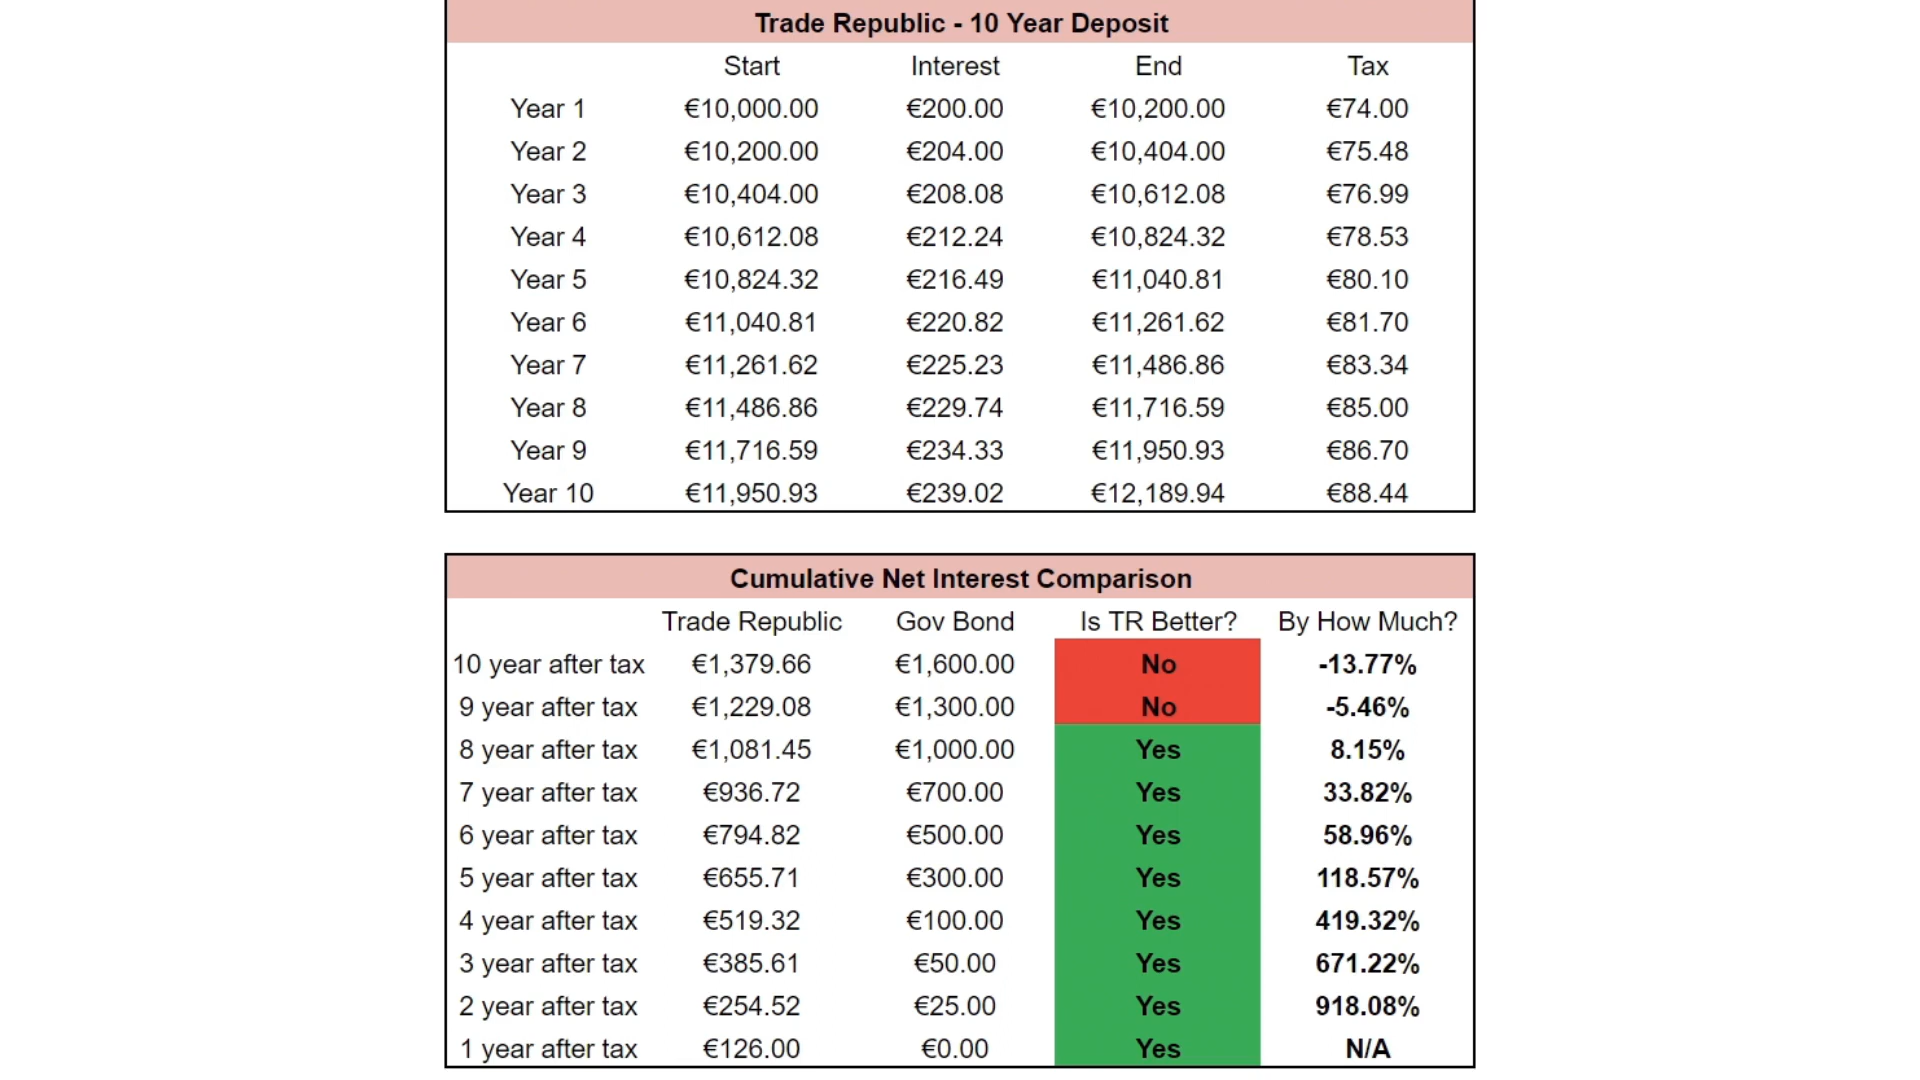 Trade Republic - 10 Year Deposit
Start Interest End Tax
Year 1 €10,000.00 €200.00 €10,200.00 €74.00
Year 2 €10,200.00 €204.00 €10,404.00 €75.48
Year 3 €10,404.00 €208.08 €10,612.08 €76.99
Year 4 €10,612.08 €212.24 €10,824.32 €78.53
Year 5 €10,824.32 €216.49 €11,040.81 €80.10
Year 6 €11,040.81 €220.82 €11,261.62 €81.70
Year 7 €11,261.62 €225.23 €11,486.86 €83.34
Year 8 €11,486.86 €229.74 €11,716.59 €85.00
Year 9 €11,716.59 €234.33 €11,950.93 €86.70
Year 10 €11,950.93 €239.02 €12,189.94 €88.44
Cumulative Net Interest Comparison
Trade Republic Gov Bond Is TR Better? By How Much?
10 year after tax €1,379.66 €1,600.00 No -13.77%
9 year after tax €1,229.08 €1,300.00 No -5.46%
8 year after tax €1,081.45 €1,000.00 Yes 8.15%
7 year after tax €936.72 €700.00 Yes 33.82%
6 year after tax €794.82 €500.00 Yes 58.96%
5 year after tax €655.71 €300.00 Yes 118.57%
4 year after tax €519.32 €100.00 Yes 419.32%
3 year after tax €385.61 €50.00 Yes 671.22%
2 year after tax €254.52 €25.00 Yes 918.08%
1 year after tax €126.00 €0.00 Yes N/A